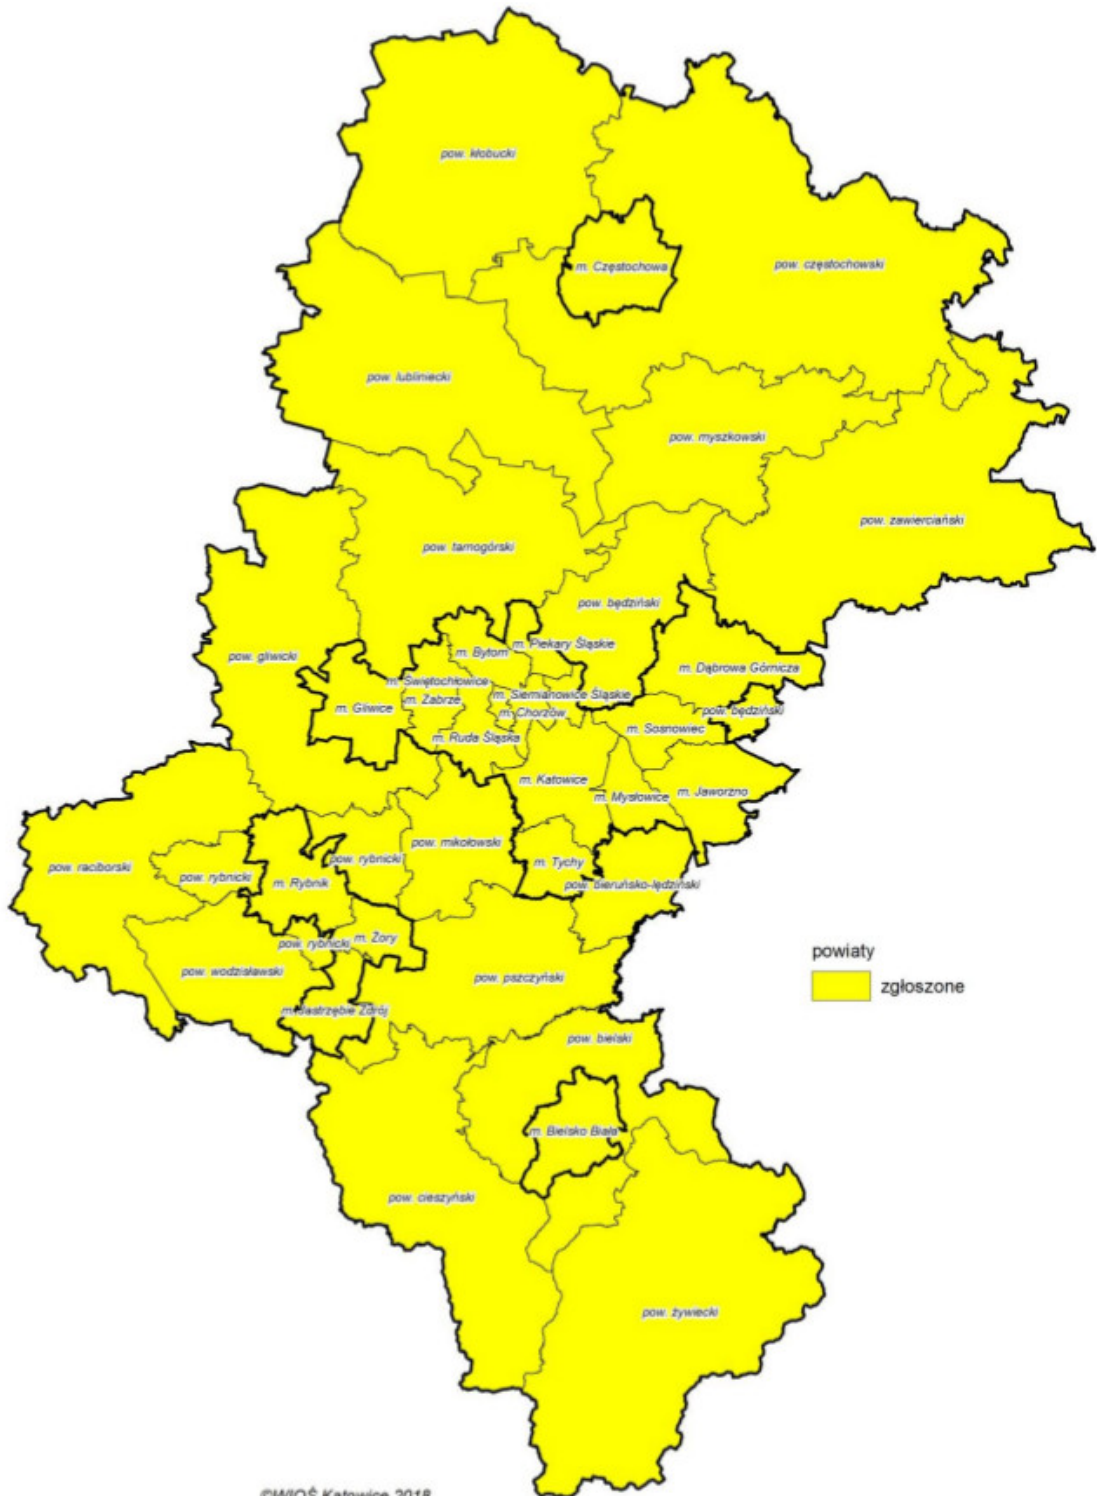 pow. kłobucki
m. Częstochowa
pow. częstochowski
pow. lubliniecki
pow. myszkowski
pow. zawierciański
pow. tarnogórski
pow. będziński
m. Piekary Śląskie
m. Bytom
pow. gliwicki
m. Dąbrowa Górnicza
m. Świętochłowice
m. Siemianowice Śląskie
m. Zabrze
m. Gliwice
m. Chorzów
pow. będziński
m. Sosnowiec
m. Ruda Śląska
m. Katowice
m. Mysłowice
m. Jaworzno
pow. mikołowski
pow. rybnicki
m. Tychy
pow. raciborski
pow. rybnicki
m. Rybnik
pow. bieruńsko-lędziński
m. Żory
pow. rybnicki
pow. wodzisławski
pow. pszczyński
powiaty
zgłoszone
m. Jastrzębie Zdrój
pow. bielski
m. Bielsko Biała
pow. cieszyński
pow. żywiecki
©WIOŚ Katowice 2018